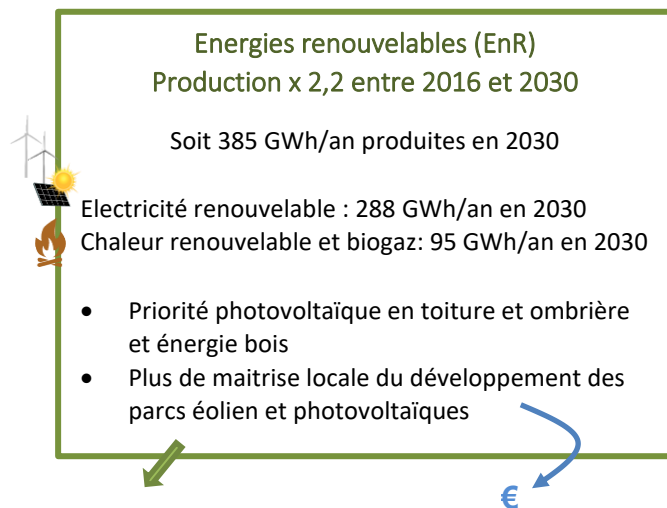 Energies renouvelables (EnR)
Production x 2,2 entre 2016 et 2030
Soit 385 GWh/an produites en 2030
Electricité renouvelable : 288 GWh/an en 2030
Chaleur renouvelable et biogaz: 95 GWh/an en 2030
• Priorité photovoltaïque en toiture et ombrière
et énergie bois
• Plus de maitrise locale du développement des
parcs éolien et photovoltaïques
€